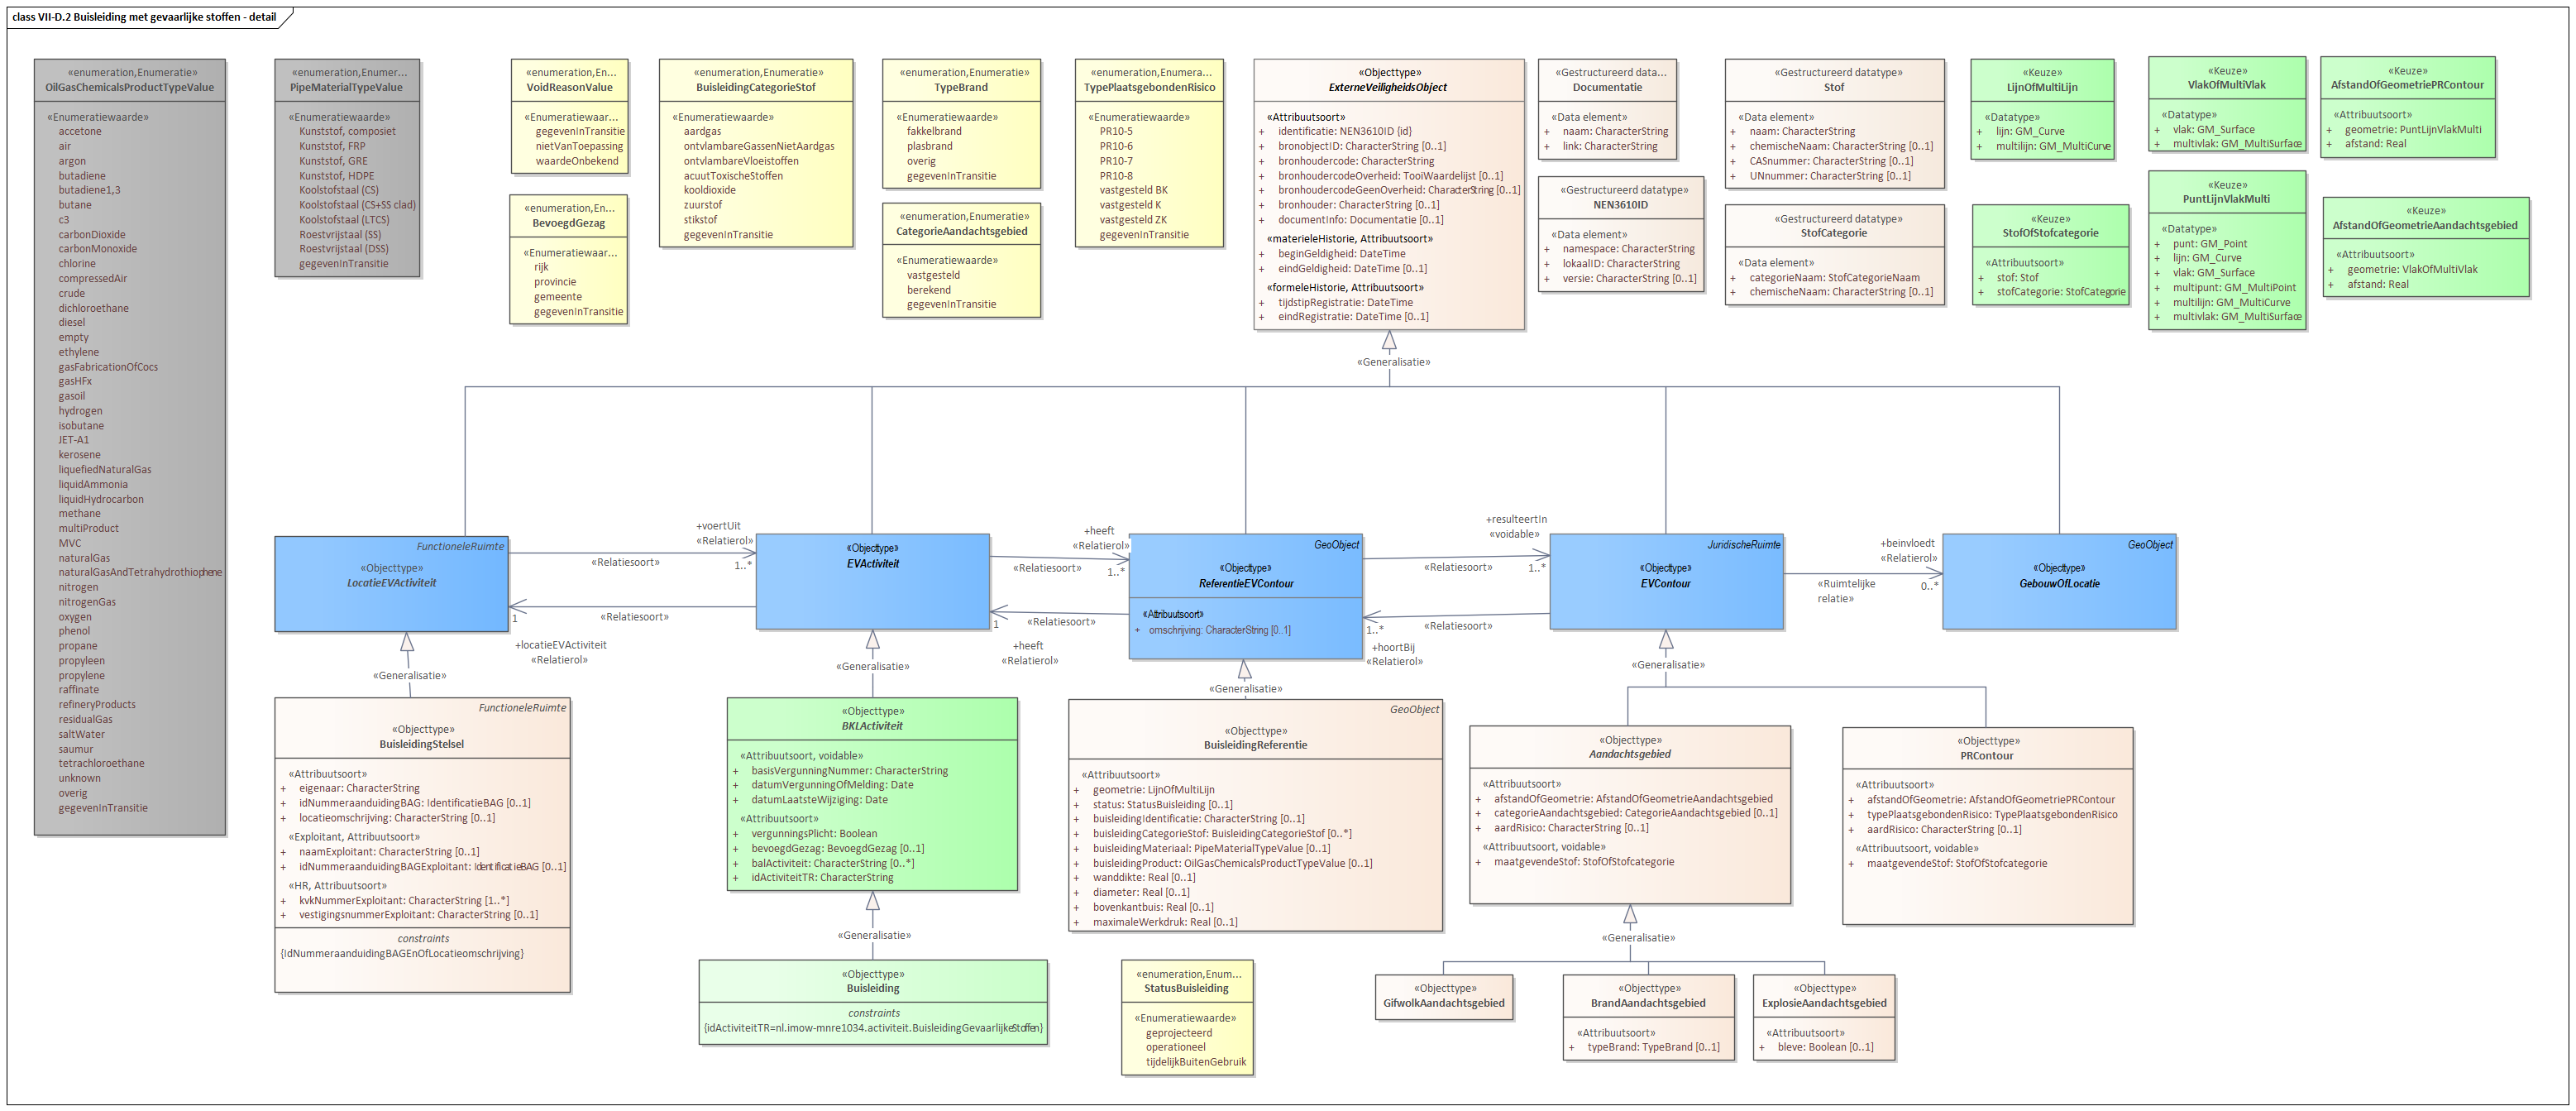 class VII-D.2 Buisleiding met gevaarlijke stoffen - detail
«enumeration,Enumeratie»
OilGasChemicalsProductTypeValue
«Enumeratiewaarde»
accetone
air
argon
butadiene
butadiene1,3
butane
c3
carbonDioxide
carbonMonoxide
chlorine
compressedAir
crude
dichloroethane
diesel
empty
ethylene
gasFabricationOfCocs
gasHFx
gasoil
hydrogen
isobutane
JET-A1
kerosene
liquefiedNaturalGas
liquidAmmonia
liquidHydrocarbon
methane
multiProduct
MVC
naturalGas
naturalGasAndTetrahydrothiophene
nitrogen
nitrogenGas
oxygen
phenol
propane
propyleen
propylene
raffinate
refineryProducts
residualGas
saltWater
saumur
tetrachloroethane
unknown
overig
gegevenInTransitie
«enumeration,Enumer...
PipeMaterialTypeValue
«Enumeratiewaarde»
Kunststof, composiet
Kunststof, FRP
Kunststof, GRE
Kunststof, HDPE
Koolstofstaal (CS)
Koolstofstaal (CS+SS clad)
Koolstofstaal (LTCS)
Roestvrijstaal (SS)
Roestvrijstaal (DSS)
gegevenInTransitie
«enumeration,En...
VoidReasonValue
«Enumeratiewaar...
gegevenInTransitie
nietVanToepassing
waardeOnbekend
«enumeration,En...
BevoegdGezag
«Enumeratiewaar...
rijk
provincie
gemeente
gegevenInTransitie
«enumeration,Enumeratie»
BuisleidingCategorieStof
«Enumeratiewaarde»
aardgas
ontvlambareGassenNietAardgas
ontvlambareVloeistoffen
acuutToxischeStoffen
kooldioxide
zuurstof
stikstof
gegevenInTransitie
«enumeration,Enumeratie»
TypeBrand
«Enumeratiewaarde»
fakkelbrand
plasbrand
overig
gegevenInTransitie
«enumeration,Enumeratie»
CategorieAandachtsgebied
«Enumeratiewaarde»
vastgesteld
berekend
gegevenInTransitie
«enumeration,Enumera...
TypePlaatsgebondenRisico
«Enumeratiewaarde»
PR10-5
PR10-6
PR10-7
PR10-8
vastgesteld BK
vastgesteld K
vastgesteld ZK
gegevenInTransitie
«Objecttype»
ExterneVeiligheidsObject
«Attribuutsoort»
+ identificatie: NEN3610ID {id}
+ bronobjectID: CharacterString [0..1]
+ bronhoudercode: CharacterString
+ bronhoudercodeOverheid: TooiWaardelijst [0..1]
+ bronhoudercodeGeenOverheid: CharacterString [0..1]
+ bronhouder: CharacterString [0..1]
+ documentInfo: Documentatie [0..1]
«materieleHistorie, Attribuutsoort»
+ beginGeldigheid: DateTime
+ eindGeldigheid: DateTime [0..1]
«formeleHistorie, Attribuutsoort»
+ tijdstipRegistratie: DateTime
+ eindRegistratie: DateTime [0..1]
«Gestructureerd data...
Documentatie
«Data element»
+ naam: CharacterString
+ link: CharacterString
«Gestructureerd datatype»
NEN3610ID
«Data element»
+ namespace: CharacterString
+ lokaalID: CharacterString
+ versie: CharacterString [0..1]
«Gestructureerd datatype»
Stof
«Data element»
+ naam: CharacterString
+ chemischeNaam: CharacterString [0..1]
+ CASnummer: CharacterString [0..1]
+ UNnummer: CharacterString [0..1]
«Gestructureerd datatype»
StofCategorie
«Data element»
+ categorieNaam: StofCategorieNaam
+ chemischeNaam: CharacterString [0..1]
«Keuze»
LijnOfMultiLijn
«Datatype»
+ lijn: GM_Curve
+ multilijn: GM_MultiCurve
«Keuze»
StofOfStofcategorie
«Attribuutsoort»
+ stof: Stof
+ stofCategorie: StofCategorie
«Keuze»
VlakOfMultiVlak
«Datatype»
+ vlak: GM_Surface
+ multivlak: GM_MultiSurface
«Keuze»
PuntLijnVlakMulti
«Datatype»
+ punt: GM_Point
+ lijn: GM_Curve
+ vlak: GM_Surface
+ multipunt: GM_MultiPoint
+ multilijn: GM_MultiCurve
+ multivlak: GM_MultiSurface
«Keuze»
AfstandOfGeometriePRContour
«Attribuutsoort»
+ geometrie: PuntLijnVlakMulti
+ afstand: Real
«Keuze»
AfstandOfGeometrieAandachtsgebied
«Attribuutsoort»
+ geometrie: VlakOfMultiVlak
+ afstand: Real
«Generalisatie»
FunctioneleRuimte
«Objecttype»
LocatieEVActiviteit
+voertUit
«Relatierol»
«Relatiesoort»
1..*
«Relatiesoort»
1
+locatieEVActiviteit
«Relatierol»
«Objecttype»
EVActiviteit
+heeft
«Relatierol»
«Relatiesoort»
1..*
«Relatiesoort»
1
+heeft
«Relatierol»
GeoObject
«Objecttype»
ReferentieEVContour
«Attribuutsoort»
+ omschrijving: CharacterString [0..1]
+resulteertIn
«voidable»
«Relatiesoort»
1..*
«Relatiesoort»
1..*
+hoortBij
«Relatierol»
JuridischeRuimte
«Objecttype»
EVContour
+beinvloedt
«Relatierol»
«Ruimtelijke
relatie»
0..*
GeoObject
«Objecttype»
GebouwOfLocatie
«Generalisatie»
«Generalisatie»
«Generalisatie»
«Generalisatie»
FunctioneleRuimte
«Objecttype»
BuisleidingStelsel
«Attribuutsoort»
+ eigenaar: CharacterString
+ idNummeraanduidingBAG: IdentificatieBAG [0..1]
+ locatieomschrijving: CharacterString [0..1]
«Exploitant, Attribuutsoort»
+ naamExploitant: CharacterString [0..1]
+ idNummeraanduidingBAGExploitant: IdentificatieBAG [0..1]
«HR, Attribuutsoort»
+ kvkNummerExploitant: CharacterString [1..*]
+ vestigingsnummerExploitant: CharacterString [0..1]
constraints
{IdNummeraanduidingBAGEnOfLocatieomschrijving}
«Objecttype»
BKLActiviteit
«Attribuutsoort, voidable»
+ basisVergunningNummer: CharacterString
+ datumVergunningOfMelding: Date
+ datumLaatsteWijziging: Date
«Attribuutsoort»
+ vergunningsPlicht: Boolean
+ bevoegdGezag: BevoegdGezag [0..1]
+ balActiviteit: CharacterString [0..*]
+ idActiviteitTR: CharacterString
«Generalisatie»
«Objecttype»
Buisleiding
constraints
{idActiviteitTR=nl.imow-mnre1034.activiteit.BuisleidingGevaarlijkeStoffen}
GeoObject
«Objecttype»
BuisleidingReferentie
«Attribuutsoort»
+ geometrie: LijnOfMultiLijn
+ status: StatusBuisleiding [0..1]
+ buisleidingIdentificatie: CharacterString [0..1]
+ buisleidingCategorieStof: BuisleidingCategorieStof [0..*]
+ buisleidingMateriaal: PipeMaterialTypeValue [0..1]
+ buisleidingProduct: OilGasChemicalsProductTypeValue [0..1]
+ wanddikte: Real [0..1]
+ diameter: Real [0..1]
+ bovenkantbuis: Real [0..1]
+ maximaleWerkdruk: Real [0..1]
«enumeration,Enum...
StatusBuisleiding
«Enumeratiewaarde»
geprojecteerd
operationeel
tijdelijkBuitenGebruik
«Objecttype»
Aandachtsgebied
«Attribuutsoort»
+ afstandOfGeometrie: AfstandOfGeometrieAandachtsgebied
+ categorieAandachtsgebied: CategorieAandachtsgebied [0..1]
+ aardRisico: CharacterString [0..1]
«Attribuutsoort, voidable»
+ maatgevendeStof: StofOfStofcategorie
«Objecttype»
PRContour
«Attribuutsoort»
+ afstandOfGeometrie: AfstandOfGeometriePRContour
+ typePlaatsgebondenRisico: TypePlaatsgebondenRisico
+ aardRisico: CharacterString [0..1]
«Attribuutsoort, voidable»
+ maatgevendeStof: StofOfStofcategorie
«Generalisatie»
«Objecttype»
GifwolkAandachtsgebied
«Objecttype»
BrandAandachtsgebied
«Attribuutsoort»
+ typeBrand: TypeBrand [0..1]
«Objecttype»
ExplosieAandachtsgebied
«Attribuutsoort»
+ bleve: Boolean [0..1]